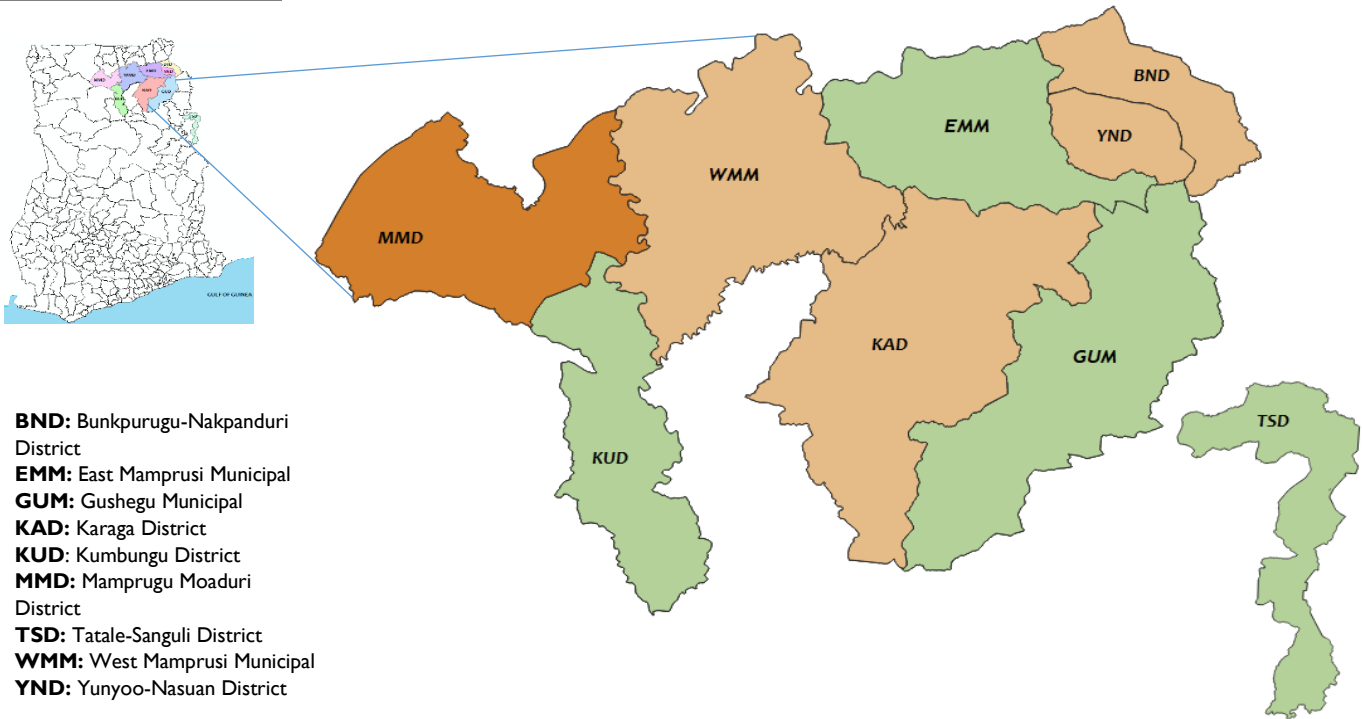 MMD
WMM
EMM
BND
YND
KUD
KAD
GUM
TSD
GULF OF GUINEA
BND: Bunkpurugu-Nakpanduri
District
EMM: East Mamprusi Municipal
GUM: Gushegu Municipal
KAD: Karaga District
KUD: Kumbungu District
MMD: Mamprugu Moaduri
District
TSD: Tatale-Sanguli District
WMM: West Mamprusi Municipal
YND: Yunyoo-Nasuan District